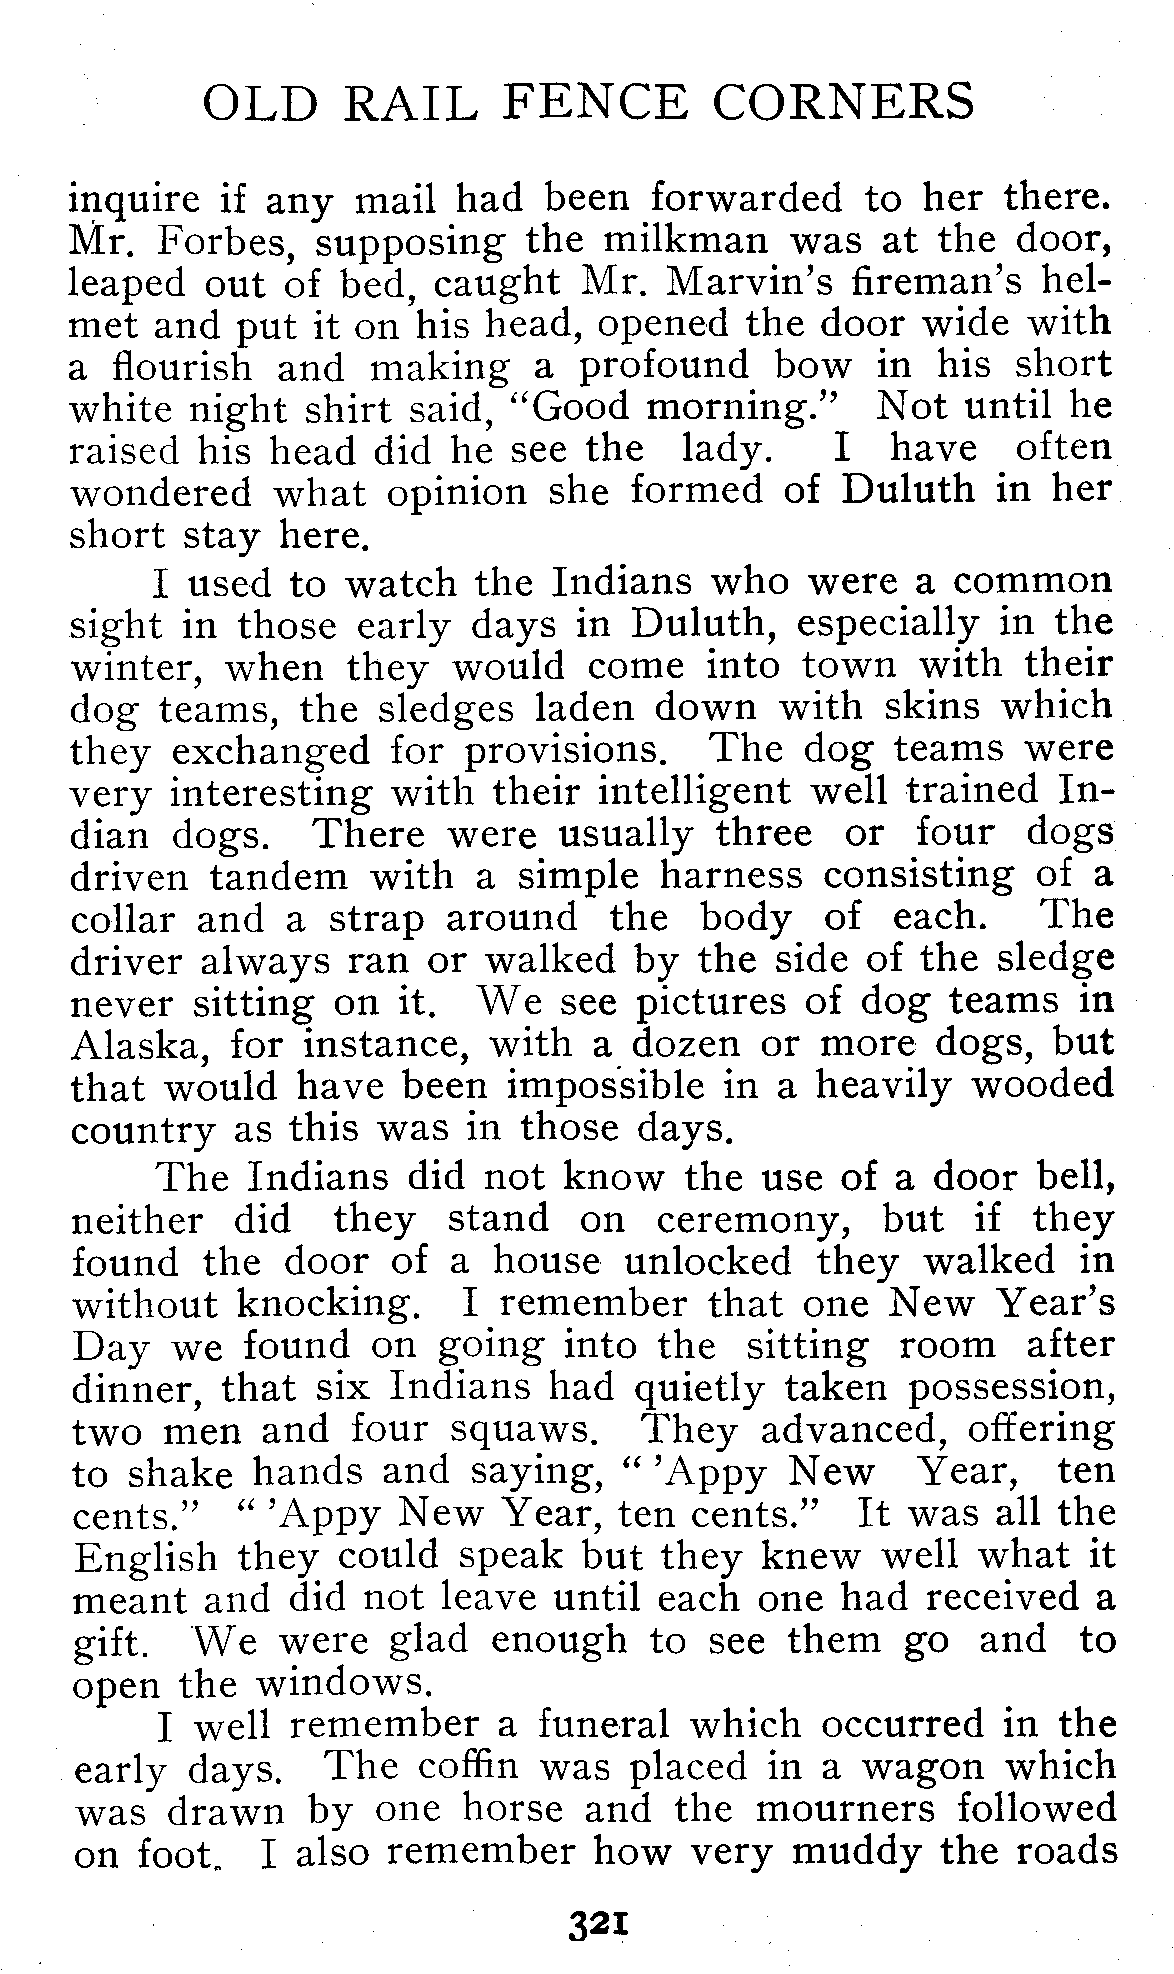 OLD RAIL FENCE CORNERS
inquire if any mail had been forwarded to her there.
Mr. Forbes, supposing the milkman was at the door,
leaped out of bed, caught Mr. Marvin's fireman's hel-
met and put it on his head, opened the door wide with
a flourish and making a profound bow in his short
white night shirt said, "Good morning." Not until he
raised his head did he see the lady. I have often
wondered what opinion she formed of Duluth in her
short stay here.
I used to watch the Indians who were a common
sight in those early days in Duluth, especially in the
winter, when they would come into town with their
dog teams, the sledges laden down with skins which
they exchanged for provisions. The dog teams were
very interesting with their intelligent well trained In-
dian dogs. There were usually three or four dogs
driven tandem with a simple harness consisting of a
collar and a strap around the body of each. The
driver always ran or walked by the side of the sledge
never sitting on it. We see pictures of dog teams in
Alaska, for instance, with a dozen or more dogs, but
that would have been impossible in a heavily wooded
country as this was in those days.
The Indians did not know the use of a door bell,
neither did they stand on ceremony, but if they
found the door of a house unlocked they walked in
without knocking. I remember that one New Year's
Day we found on going into the sitting room after
dinner, that six Indians had quietly taken possession,
two men and four squaws. They advanced, offering
to shake hands and saying, " 'Appy New Year, ten
cents." " 'Appy New Year, ten cents." It was all the
English they could speak but they knew well what it
meant and did not leave until each one had received a
gift. We were glad enough to see them go and to
open the windows.
I well remember a funeral which occurred in the
early days. The coffin was placed in a wagon which
was drawn by one horse and the mourners followed
on foot. I also remember how very muddy the roads
321